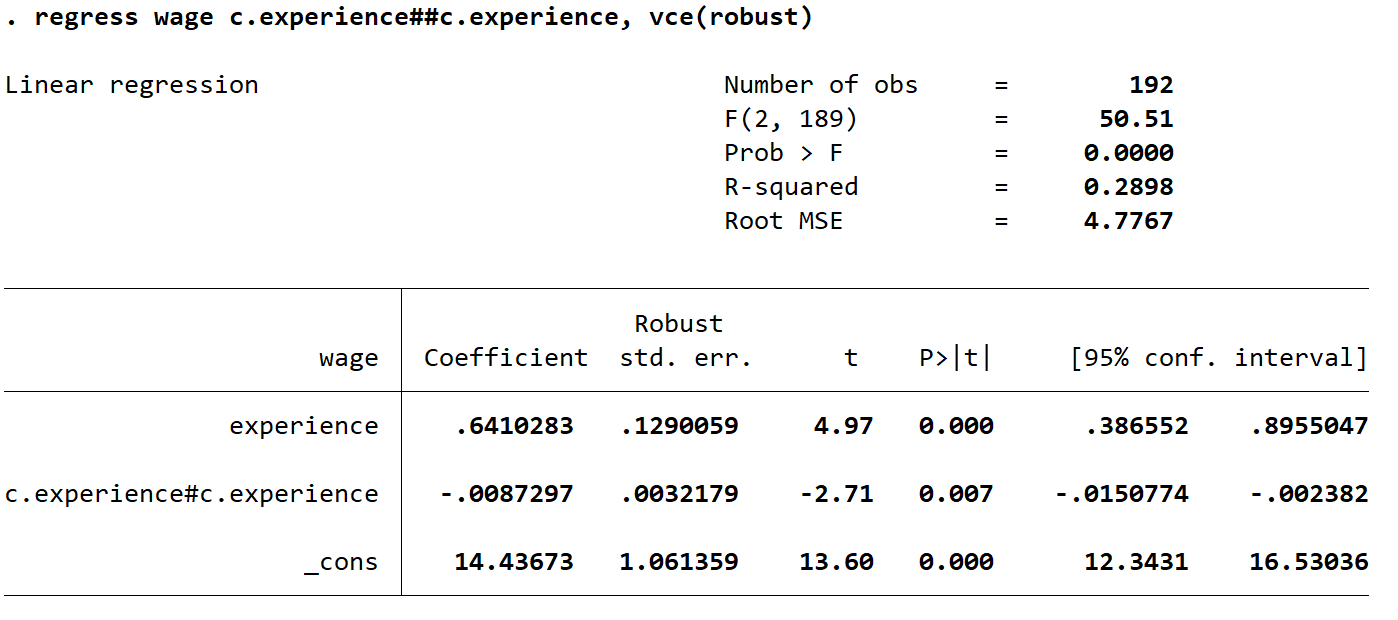 . regress wage c.experience##c.experience, vce(robust)
Linear regression Number of obs = 192
F(2, 189) = 50.51
Prob > F = 0.0000
R-squared = 0.2898
Root MSE = 4.7767
Robust
wage Coefficient std. err. t P>|t| [95% conf. interval]
experience .6410283 .1290059 4.97 0.000 .386552 .8955047
c.experience#c.experience -.0087297 .0032179 -2.71 0.007 -.0150774 -.002382
_cons 14.43673 1.061359 13.60 0.000 12.3431 16.53036